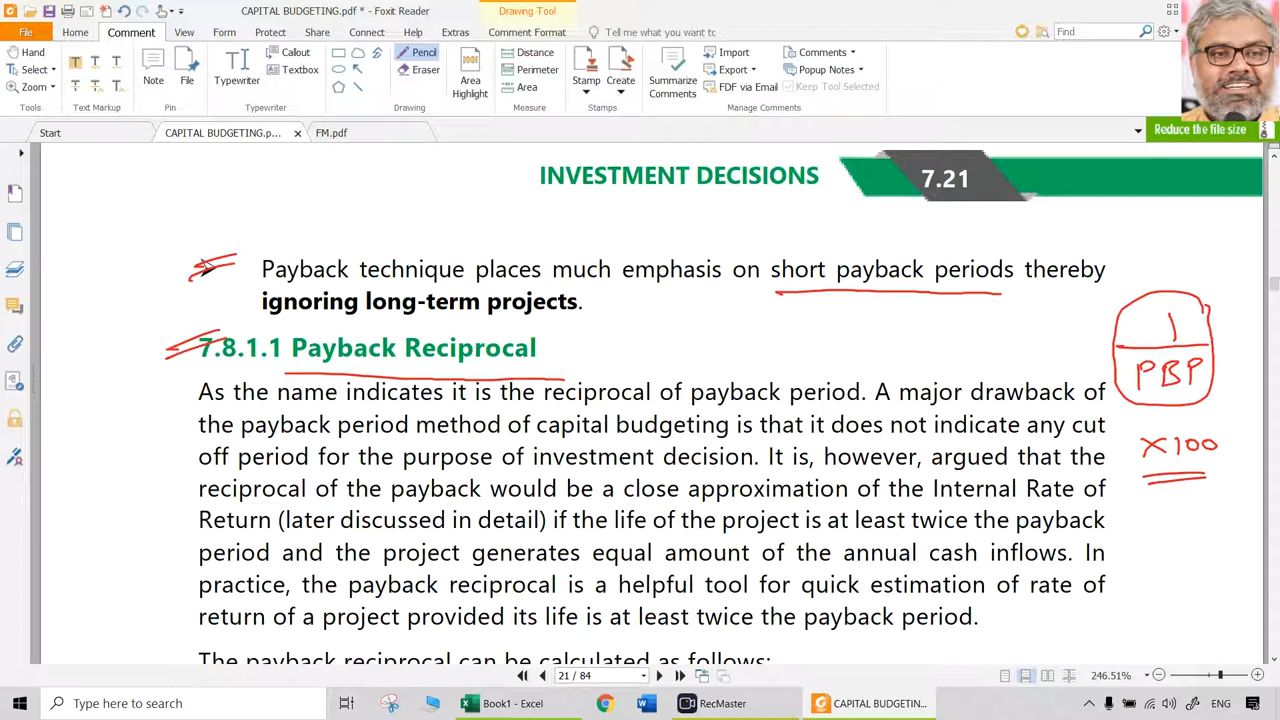 CAPITAL BUDGETING.pdf * - Foxit Reader
Drawing Tool
File Home Comment View Form Protect Share Connect Help Extras Comment Format Tell me what you want tc Find
Hand
Select
Zoom
Tools
Text Markup
Note
File
Pin
Typewriter
Callout
Textbox
Typewriter
Pencil
Eraser
Drawing
Area Highlight
Distance
Perimeter
Area
Measure
Stamp
Create
Stamps
Summarize Comments
Import
Export
FDF via Email
Comments
Popup Notes
Keep Tool Selected
Manage Comments
Start
CAPITAL BUDGETING.p...
FM.pdf
Reduce the file size
INVESTMENT DECISIONS 7.21
Payback technique places much emphasis on short payback periods thereby
ignoring long-term projects.
7.8.1.1 Payback Reciprocal
1
PBP
×100
As the name indicates it is the reciprocal of payback period. A major drawback of
the payback period method of capital budgeting is that it does not indicate any cut
off period for the purpose of investment decision. It is, however, argued that the
reciprocal of the payback would be a close approximation of the Internal Rate of
Return (later discussed in detail) if the life of the project is at least twice the payback
period and the project generates equal amount of the annual cash inflows. In
practice, the payback reciprocal is a helpful tool for quick estimation of rate of
return of a project provided its life is at least twice the payback period.
The payback reciprocal can be calculated as follows:
21 / 84
246.51%
Type here to search
Book1 - Excel
RecMaster
CAPITAL BUDGETIN...
ENG